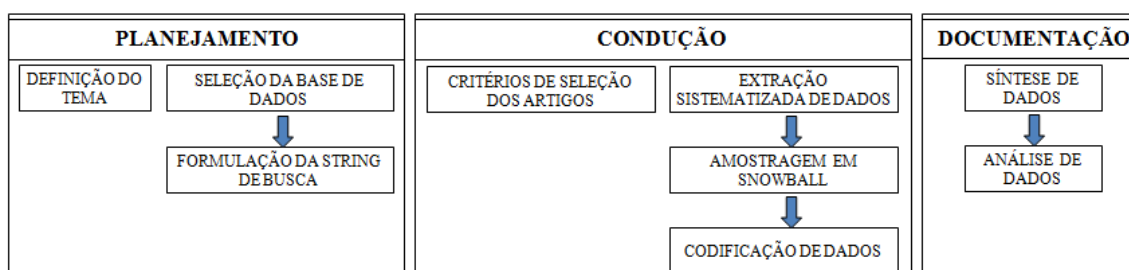 PLANEJAMENTO
DEFINIÇÃO DO
TEMA
SELEÇÃO DA BASE DE
DADOS
FORMULAÇÃO DA STRING
DE BUSCA
CONDUÇÃO
CRITÉRIOS DE SELEÇÃO
DOS ARTIGOS
EXTRAÇÃO
SISTEMATIZADA DE DADOS
AMOSTRAGEM EM
SNOWBALL
CODIFICAÇÃO DE DADOS
DOCUMENTAÇÃO
SÍNTESE DE
DADOS
ANÁLISE DE
DADOS